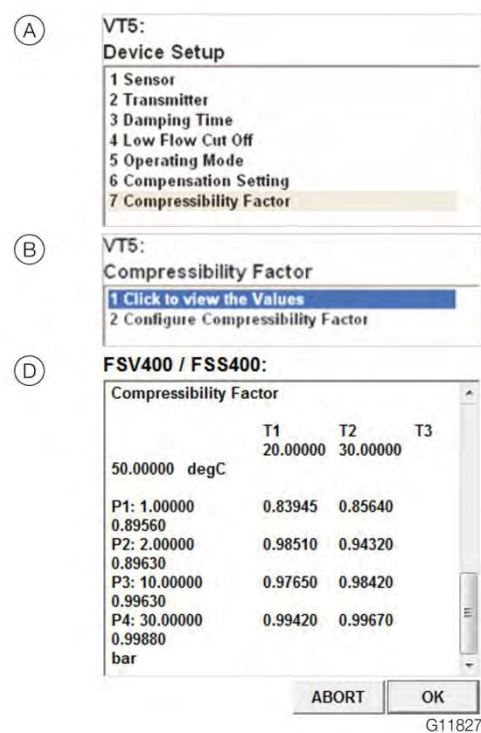 A
VT5:
Device Setup
1 Sensor
2 Transmitter
3 Damping Time
4 Low Flow Cut Off
5 Operating Mode
6 Compensation Setting
7 Compressibility Factor
B
VT5:
Compressibility Factor
1 Click to view the Values
2 Configure Compressibility Factor
D
FSV400 / FSS400:
Compressibility Factor
T1 T2 T3
20.00000 30.00000
50.00000 degC
P1: 1.00000 0.83945 0.85640
0.89560
P2: 2.00000 0.98510 0.94320
0.89630
P3: 10.00000 0.97650 0.98420
0.99630
P4: 30.00000 0.99420 0.99670
0.99880
bar
ABORT OK
G11827